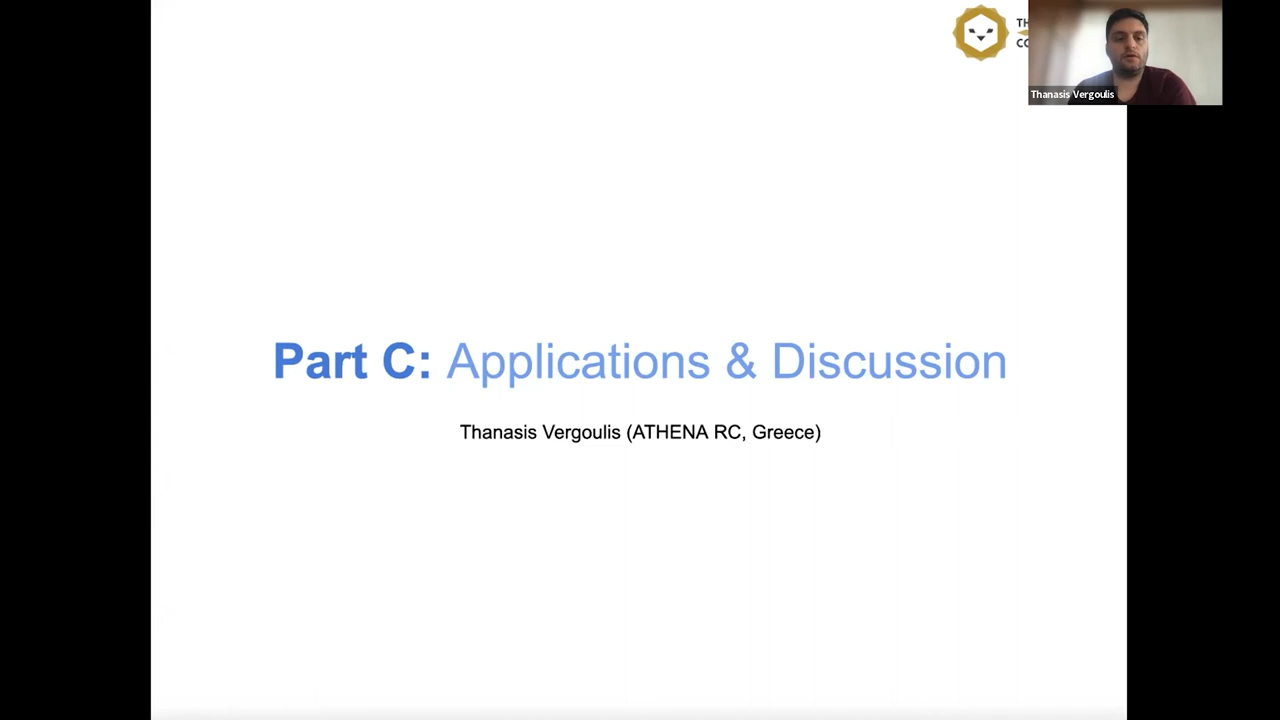 Thanasis Vergoulis
Part C: Applications & Discussion
Thanasis Vergoulis (ATHENA RC, Greece)